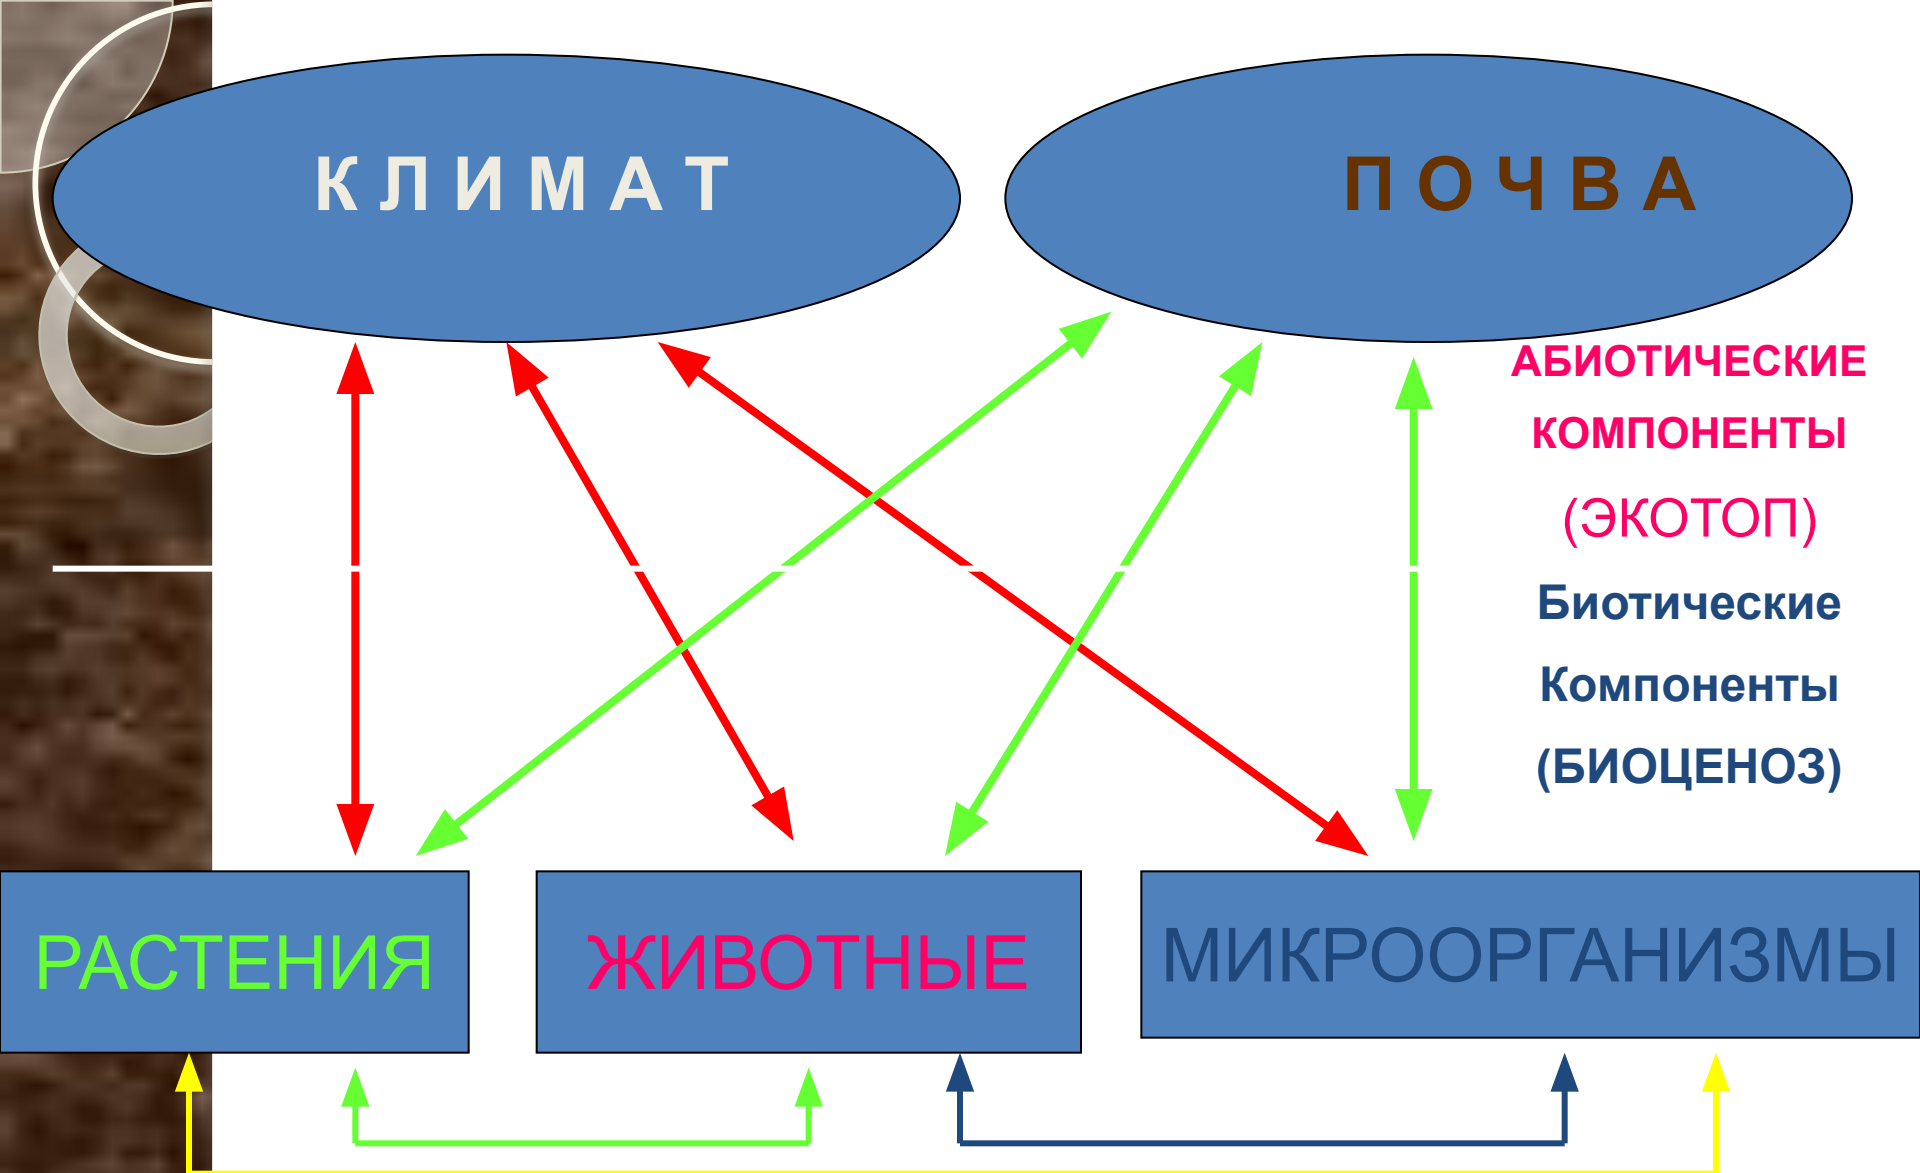 К Л И М А Т
П О Ч В А
АБИОТИЧЕСКИЕ
КОМПОНЕНТЫ
(ЭКОТОП)
Биотические
Компоненты
(БИОЦЕНОЗ)
РАСТЕНИЯ
ЖИВОТНЫЕ
МИКРООРГАНИЗМЫ